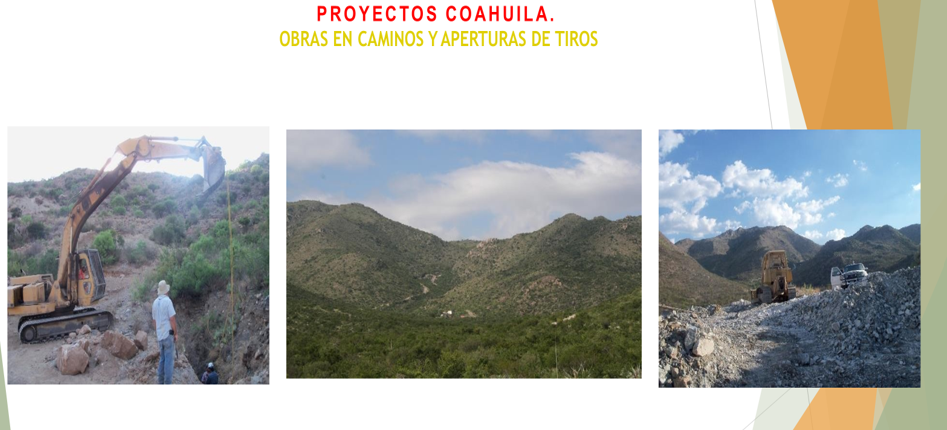 PROYECTOS COAHUILA.
OBRAS EN CAMINOS Y APERTURAS DE TIROS